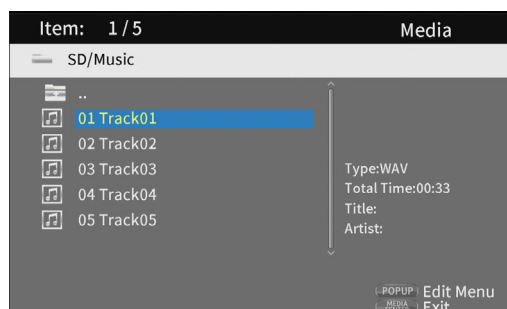 Item: 1/5 Media
SD/Music
..
01 Track01
02 Track02
03 Track03
04 Track04
05 Track05
Type:WAV
Total Time:00:33
Title:
Artist:
POPUP Edit Menu
MEDIA Exit